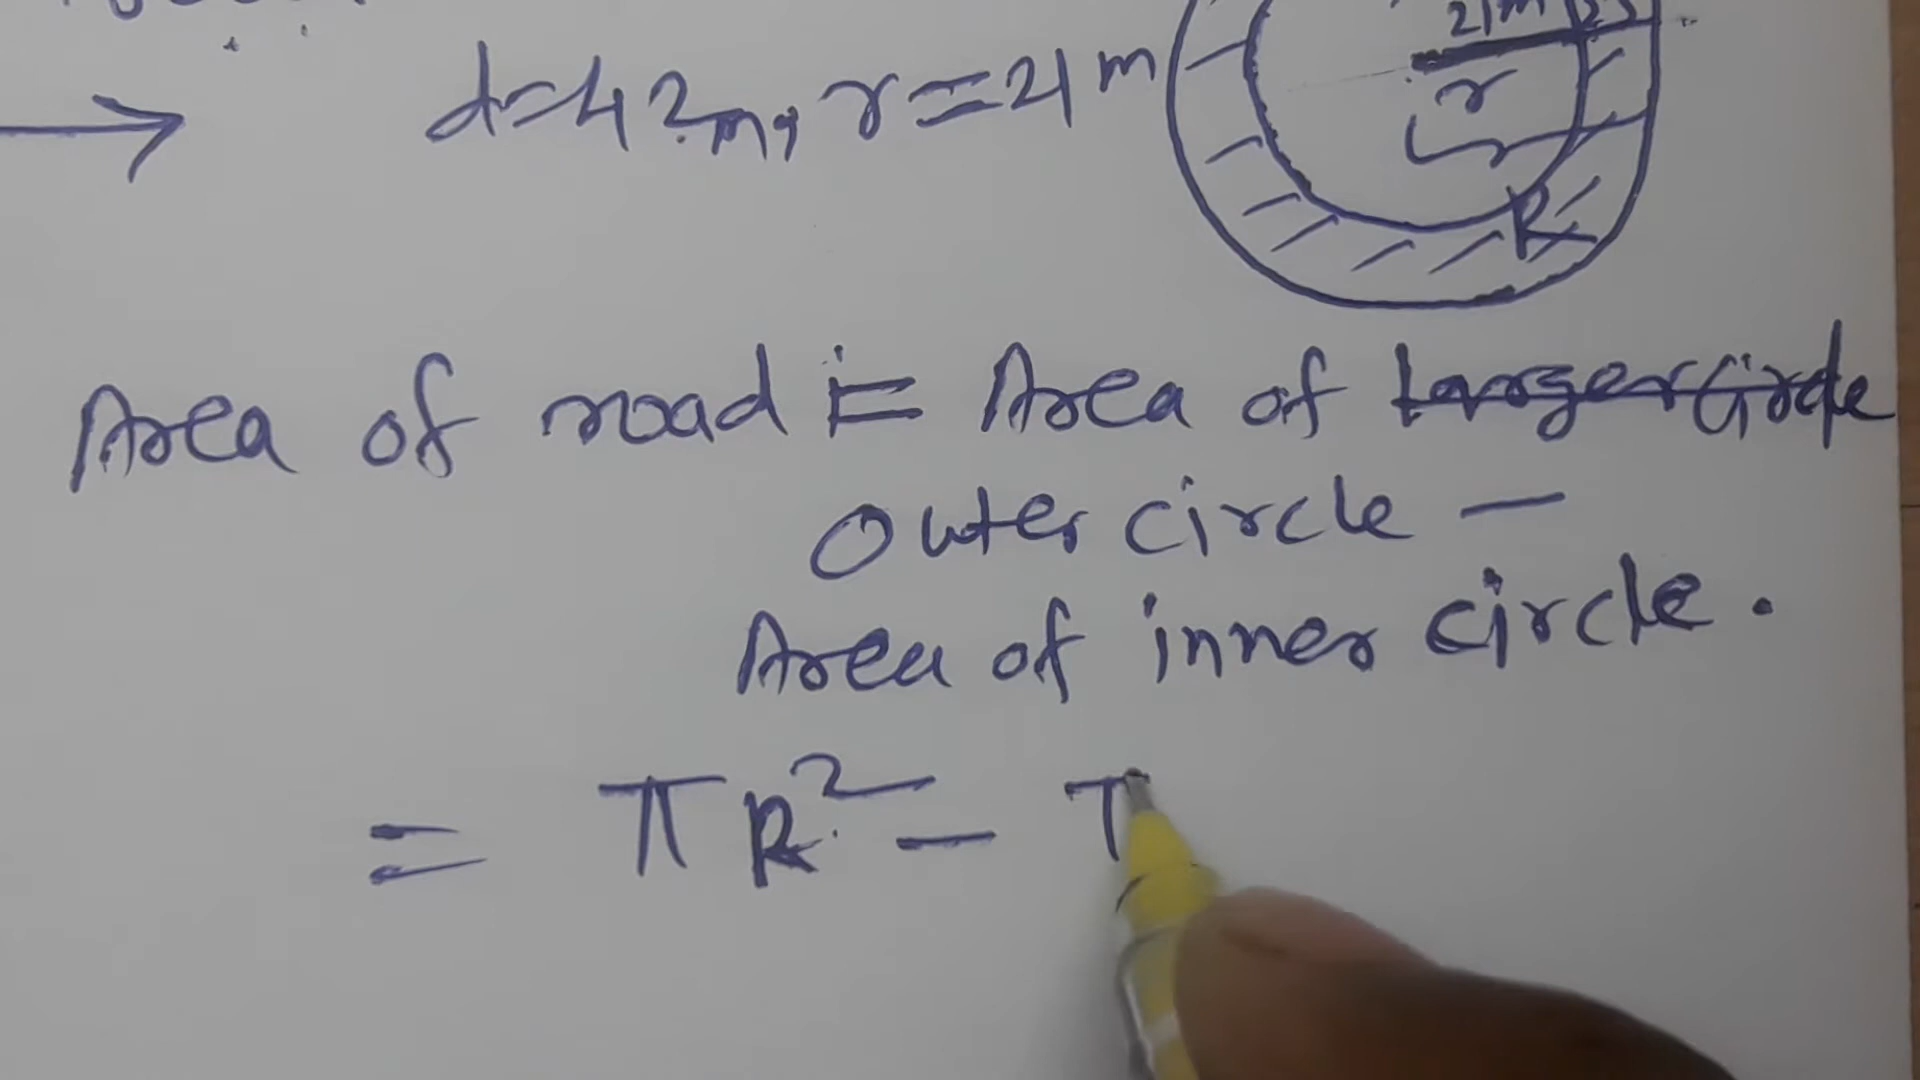 21m
d=42m, r=21m
r
R
Area of road = Area of Larger Circle
Outer circle -
Area of inner circle.
= πR² - π